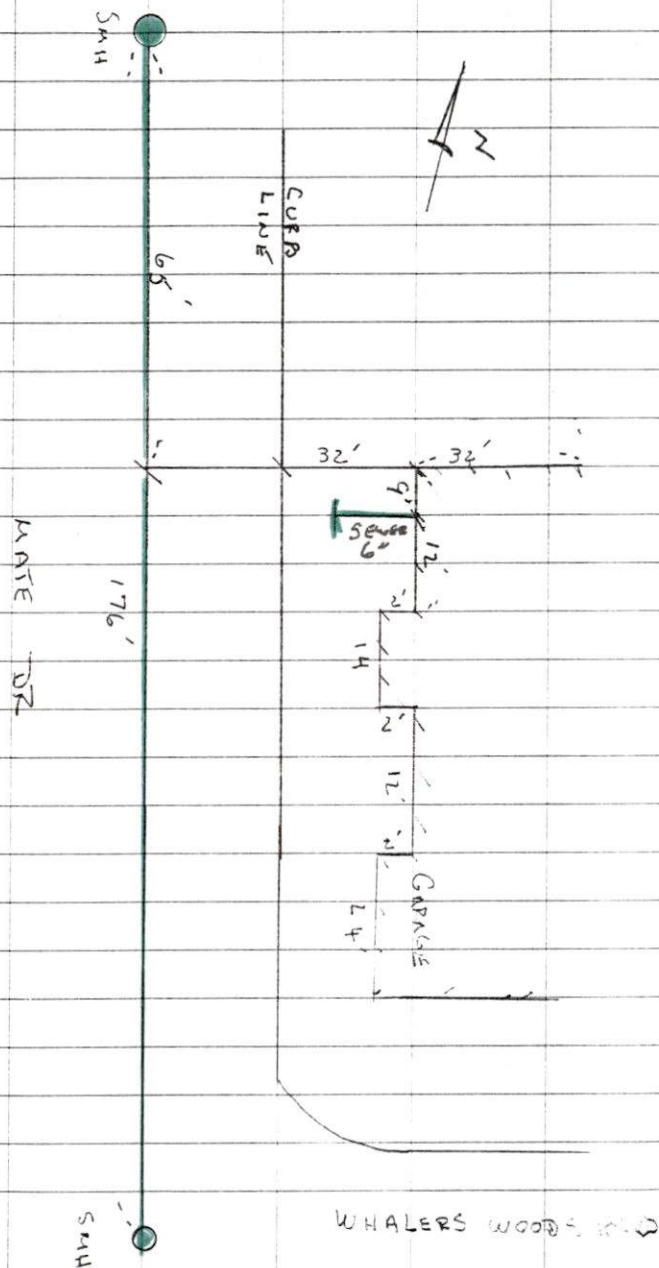 SMH
N
CURB
LINE
65'
32'
32'
9'
SEWER
6"
12'
2'
14
176'
MATE DR
2'
12'
2'
GARAGE
24'
WHALERS WOODS
SMH